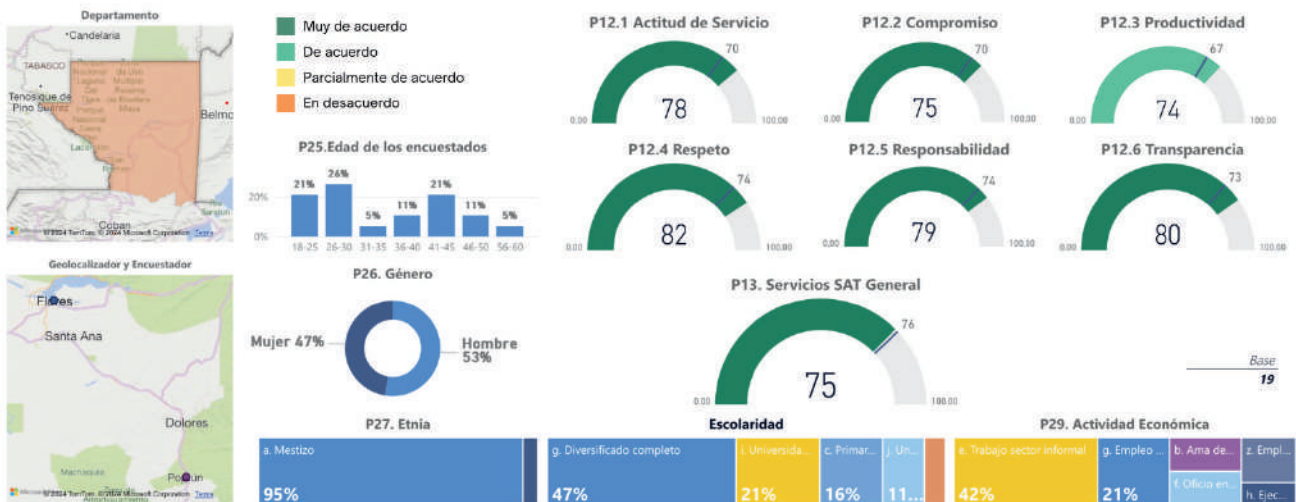 Departamento
Candelaria
TABASCO
Tenosique de
Pino Suárez
Belmo
Coban
© 2024 TomTom, © 2024 Microsoft Corporation Terms
Geolocalizador y Encuestador
Flores
Santa Ana
Dolores
Machaquilá
Poptún
© 2024 TomTom, © 2024 Microsoft Corporation Terms
Muy de acuerdo
De acuerdo
Parcialmente de acuerdo
En desacuerdo
P25.Edad de los encuestados
20%
0%
21% 26% 5% 11% 21% 11% 5%
18-25 26-30 31-35 36-40 41-45 46-50 56-60
P26. Género
Mujer 47%
Hombre
53%
P12.1 Actitud de Servicio
70
78
0.00 100.00
P12.2 Compromiso
70
75
0.00 100.00
P12.3 Productividad
67
74
0.00 100.00
P12.4 Respeto
74
82
0.00 100.00
P12.5 Responsabilidad
74
79
0.00 100.00
P12.6 Transparencia
73
80
0.00 100.00
P13. Servicios SAT General
76
75
0.00 100.00
Base
19
P27. Etnia
a. Mestizo
95%
Escolaridad
g. Diversificado completo
47%
i. Universida...
21%
c. Primar...
16%
j. Un...
11...
P29. Actividad Económica
e. Trabajo sector informal
42%
g. Empleo ...
21%
b. Ama de...
f. Oficio en...
z. Empl...
h. Ejec...